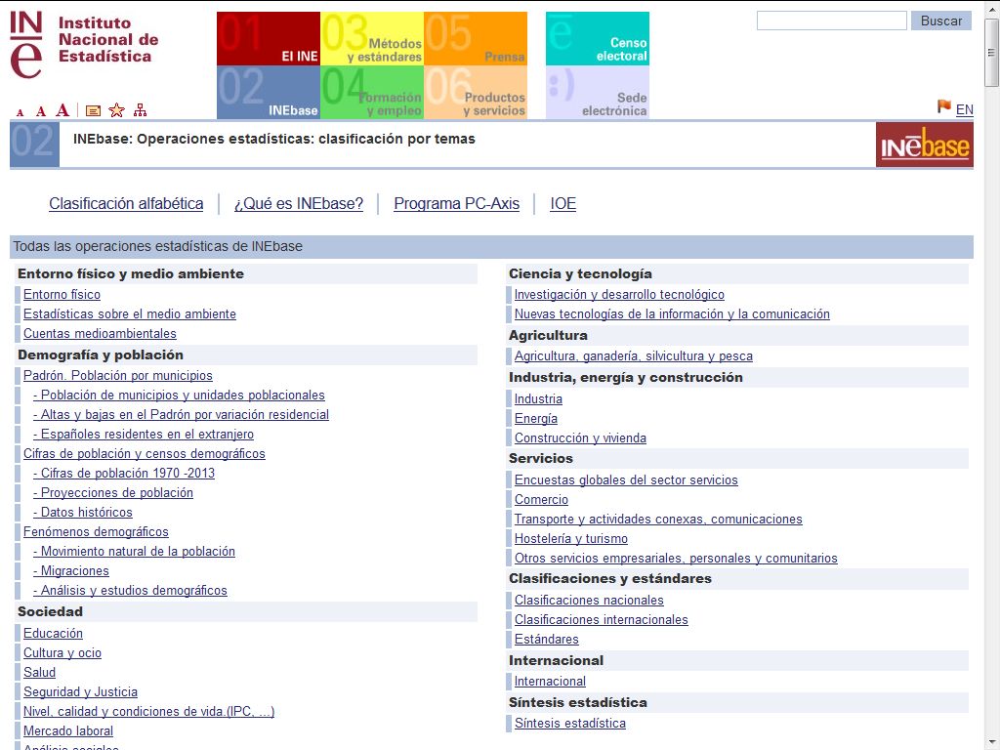 INe
Instituto
Nacional de
Estadística
01
El INE
03
Métodos
y estándares
05
Prensa
ē
Censo
electoral
Buscar
02
INEbase
04
Formación
y empleo
06
Productos
y servicios
:)
Sede
electrónica
A A A
EN
02
INEbase: Operaciones estadísticas: clasificación por temas
INēbase
Clasificación alfabética
¿¿Qué es INEbase?
Programa PC-Axis
IOE
Todas las operaciones estadísticas de INEbase
Entorno físico y medio ambiente
Entorno físico
Estadísticas sobre el medio ambiente
Cuentas medioambientales
Demografía y población
Padrón. Población por municipios
- Población de municipios y unidades poblacionales
- Altas y bajas en el Padrón por variación residencial
- Españoles residentes en el extranjero
Cifras de población y censos demográficos
- Cifras de población 1970 -2013
- Proyecciones de población
- Datos históricos
Fenómenos demográficos
- Movimiento natural de la población
- Migraciones
- Análisis y estudios demográficos
Sociedad
Educación
Cultura y ocio
Salud
Seguridad y Justicia
Nivel, calidad y condiciones de vida.(IPC, ...)
Mercado laboral
Análisis sociales
Ciencia y tecnología
Investigación y desarrollo tecnológico
Nuevas tecnologías de la información y la comunicación
Agricultura
Agricultura, ganadería, silvicultura y pesca
Industria, energía y construcción
Industria
Energía
Construcción y vivienda
Servicios
Encuestas globales del sector servicios
Comercio
Transporte y actividades conexas, comunicaciones
Hostelería y turismo
Otros servicios empresariales, personales y comunitarios
Clasificaciones y estándares
Clasificaciones nacionales
Clasificaciones internacionales
Estándares
Internacional
Internacional
Síntesis estadística
Síntesis estadística